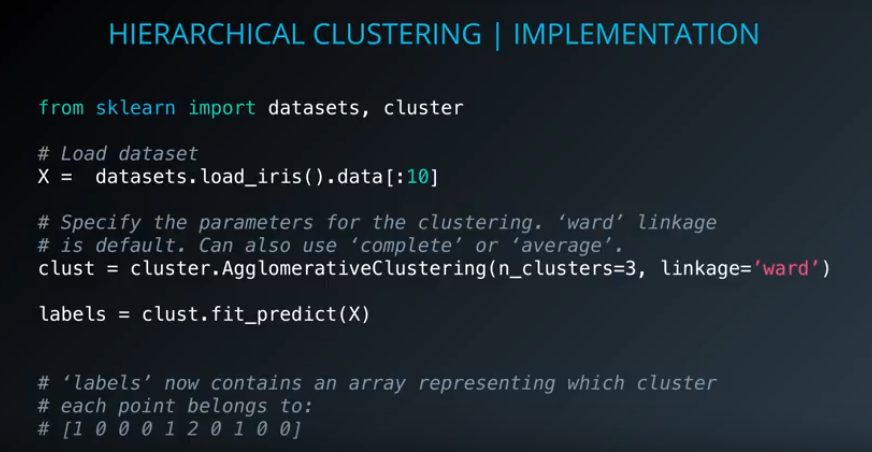 HIERARCHICAL CLUSTERING | IMPLEMENTATION
from sklearn import datasets, cluster
# Load dataset
X =  datasets.load_iris().data[:10]
# Specify the parameters for the clustering. ‘ward’ linkage
# is default. Can also use ‘complete’ or ‘average’.
clust = cluster.AgglomerativeClustering(n_clusters=3, linkage=’ward’)
labels = clust.fit_predict(X)
# ‘labels’ now contains an array representing which cluster
# each point belongs to:
# [1 0 0 0 1 2 0 1 0 0]